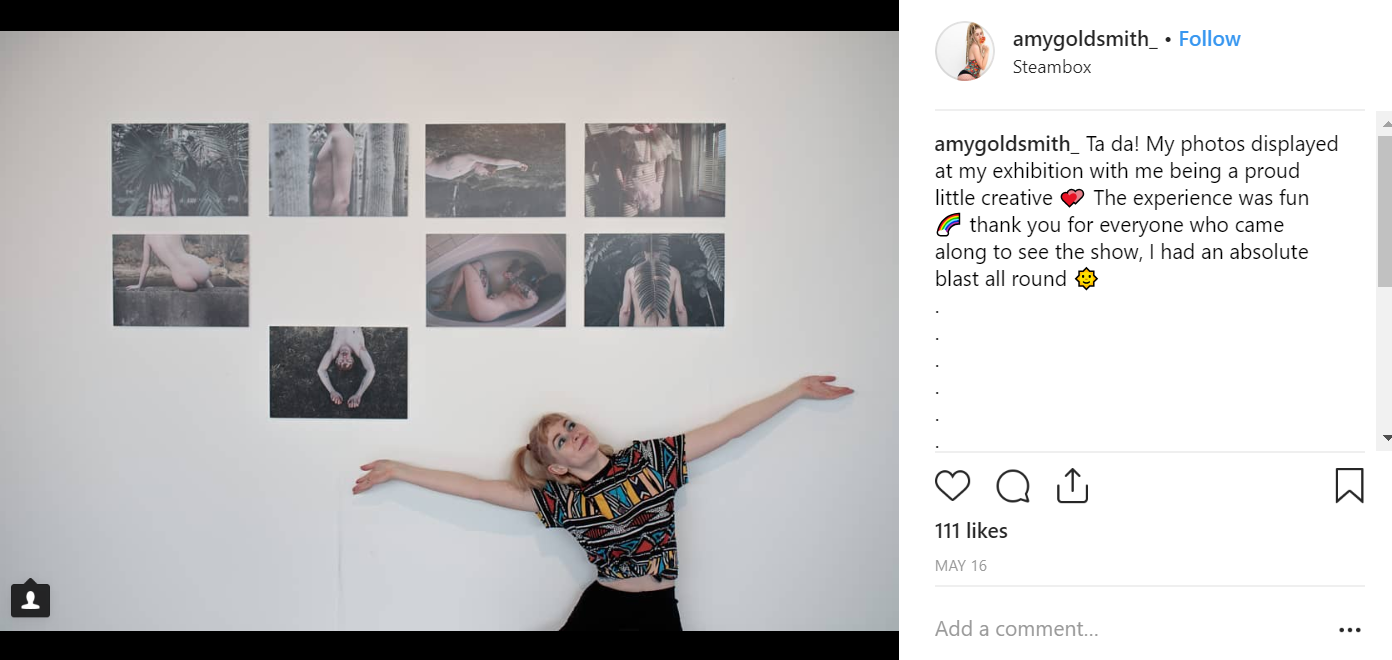 amygoldsmith_ • Follow
Steambox
amygoldsmith_ Ta da! My photos displayed
at my exhibition with me being a proud
little creative 💖 The experience was fun
🌈 thank you for everyone who came
along to see the show, I had an absolute
blast all round 🌞
.
.
.
.
.
.
111 likes
MAY 16
Add a comment...